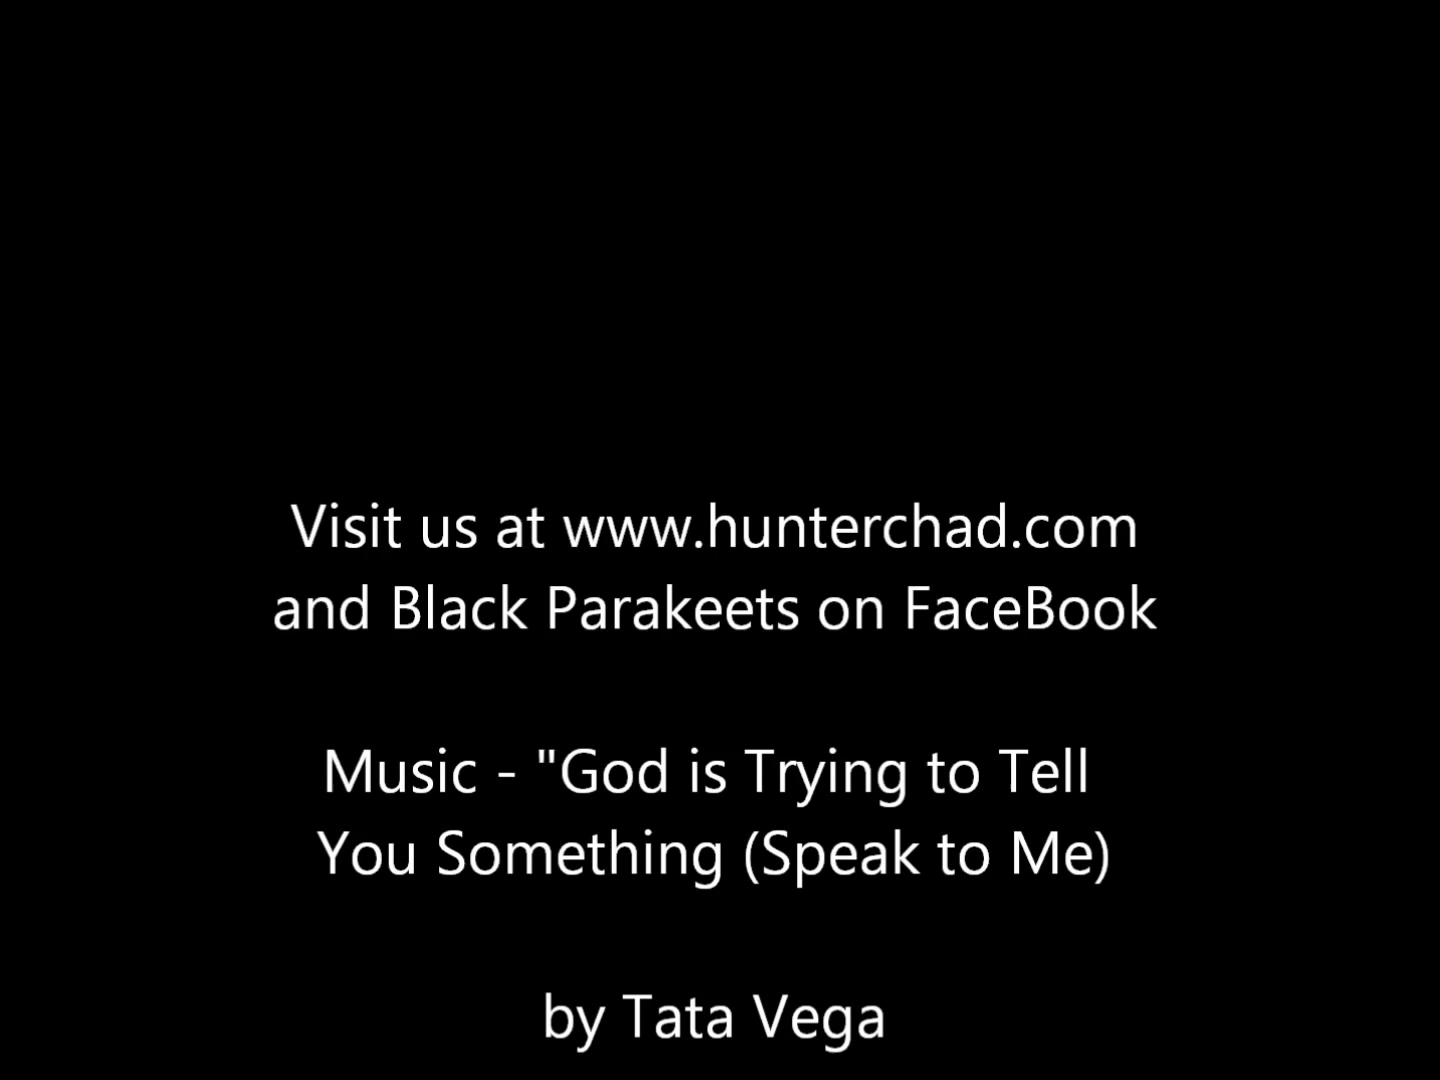 Visit us at www.hunterchad.com
and Black Parakeets on FaceBook
Music - "God is Trying to Tell
You Something (Speak to Me)
by Tata Vega